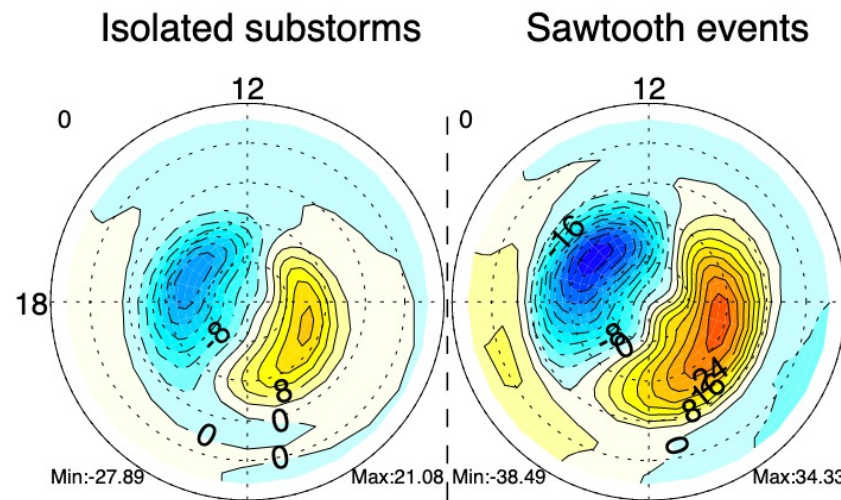 Isolated substorms
Sawtooth events
12
12
0
0
-16
18
-8
-8
0
24
16
8
8
0
0
0
0
Min:-27.89
Max:21.08
Min:-38.49
Max:34.33